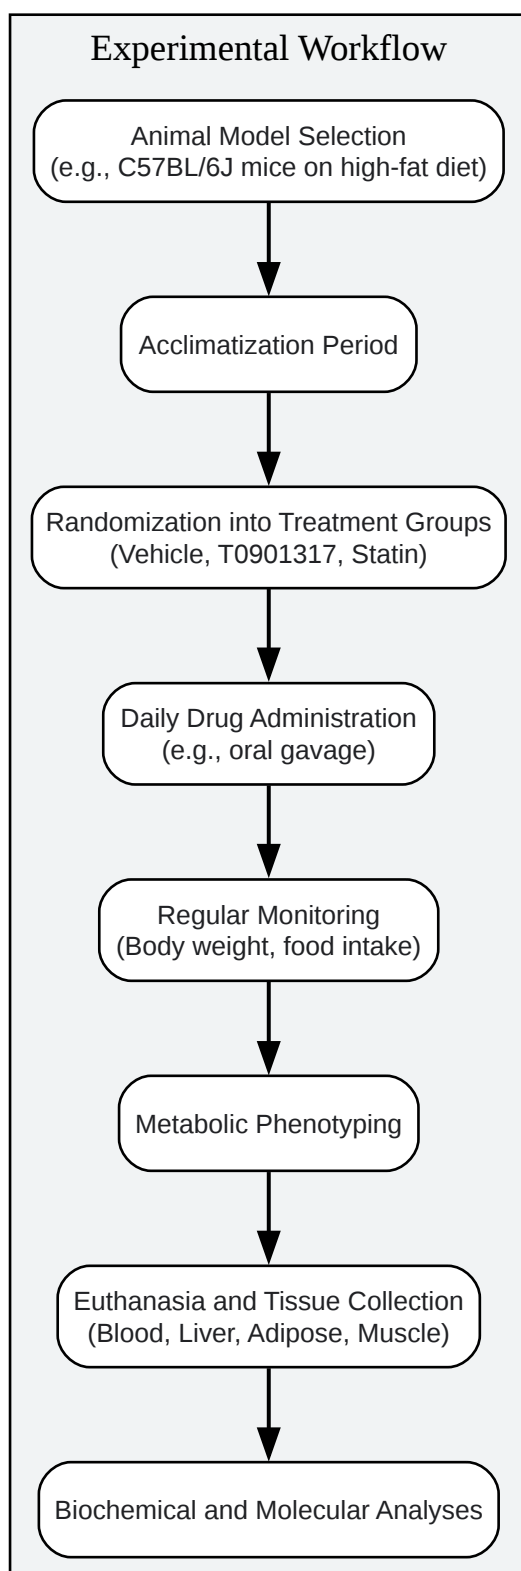 Experimental Workflow
Animal Model Selection
(e.g., C57BL/6J mice on high-fat diet)
Acclimatization Period
Randomization into Treatment Groups
(Vehicle, T0901317, Statin)
Daily Drug Administration
(e.g., oral gavage)
Regular Monitoring
(Body weight, food intake)
Metabolic Phenotyping
Euthanasia and Tissue Collection
(Blood, Liver, Adipose, Muscle)
Biochemical and Molecular Analyses